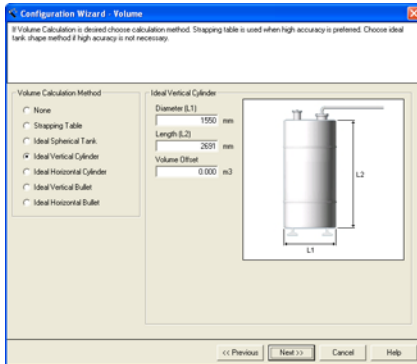 Configuration Wizard - Volume
If Volume Calculation is desired choose calculation method. Strapping table is used when high accuracy is preferred. Choose ideal
tank shape method if high acuracy is not necessary.
Volume Calculation Method
None
Strapping Table
Ideal Spherical Tank
Ideal Vertical Cylinder
Ideal Horizontal Cylinder
Ideal Vertical Bullet
Ideal Horizontal Bullet
Ideal Vertical Cylinder
Diameter (L1)
1550 mm
Length (L2)
2691 mm
Volume Offset
0.000 m3
L2
L1
<< Previous
Next >>
Cancel
Help